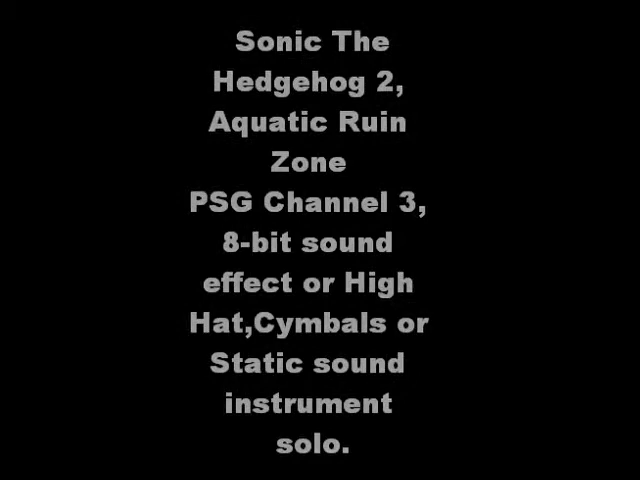 Sonic The
Hedgehog 2,
Aquatic Ruin
Zone
PSG Channel 3,
8-bit sound
effect or High
Hat,Cymbals or
Static sound
instrument
solo.